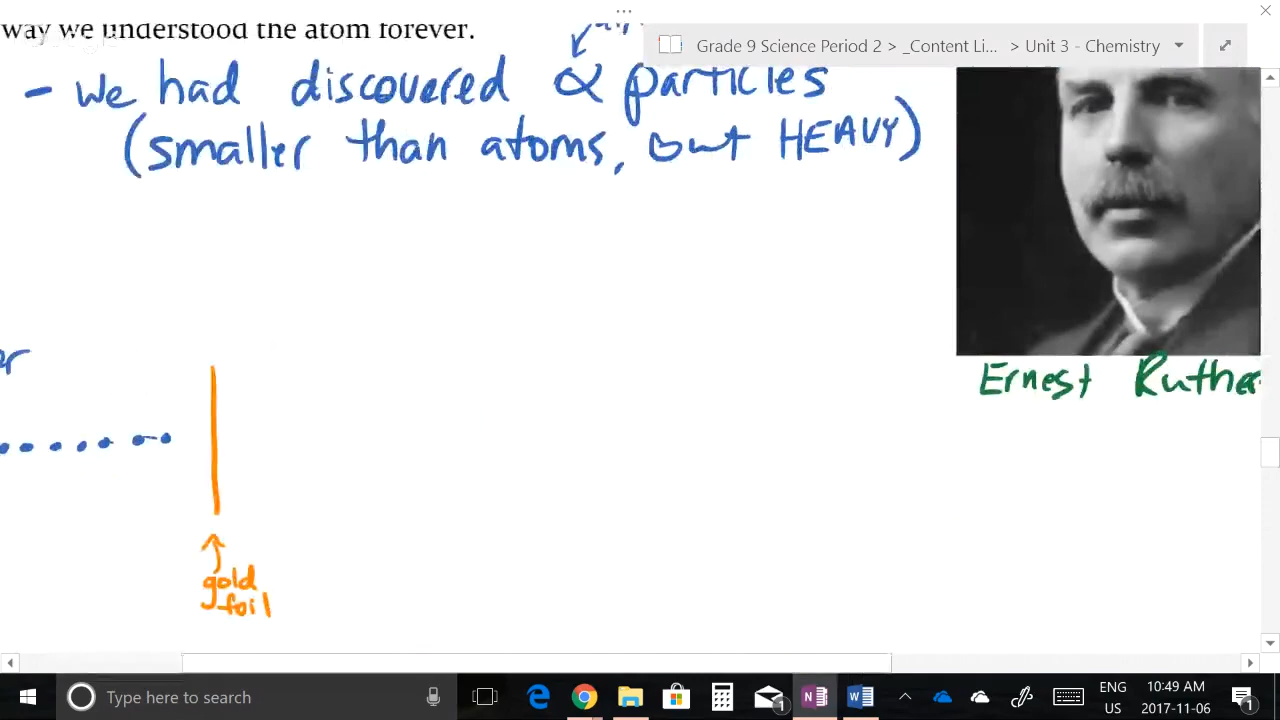 way we understood the atom forever.
Grade 9 Science Period 2 > _Content Li... > Unit 3 - Chemistry
- we had discovered α particles
(smaller than atoms, but HEAVY)
Ernest
gold
foil
Type here to search
ENG
US
10:49 AM
2017-11-06
1
1